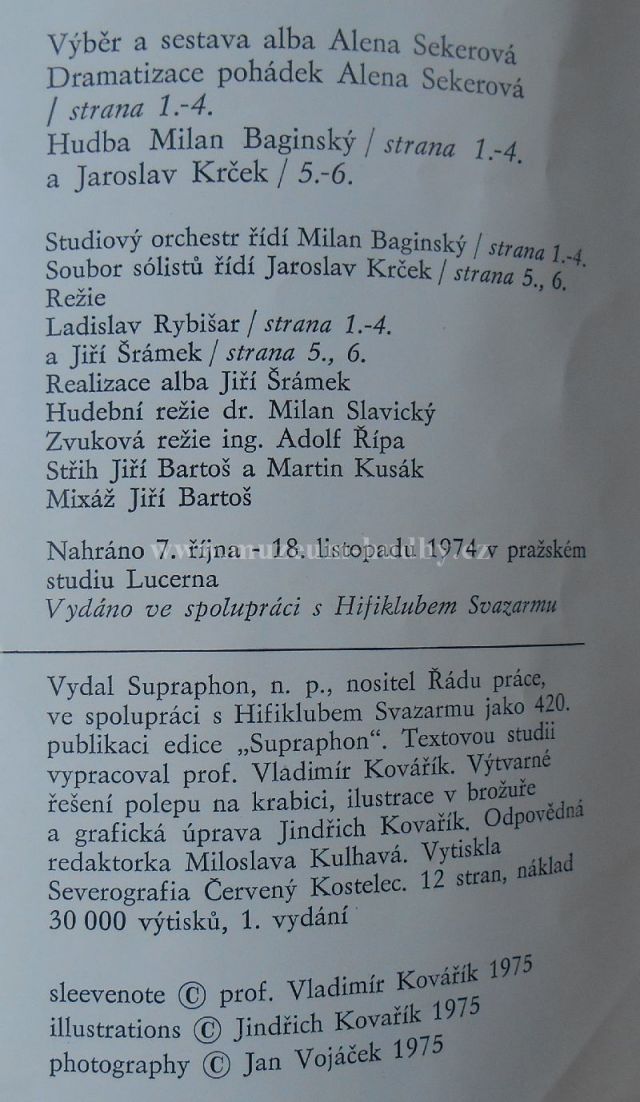 Výběr a sestava alba Alena Sekerová
Dramatizace pohádek Alena Sekerová
/ strana 1.-4.
Hudba Milan Baginský / strana 1.-4.
a Jaroslav Krček / 5.-6.
Studiový orchestr řídí Milan Baginský / strana 1.-4.
Soubor sólistů řídí Jaroslav Krček / strana 5., 6.
Režie
Ladislav Rybišar / strana 1.-4.
a Jiří Šrámek / strana 5., 6.
Realizace alba Jiří Šrámek
Hudební režie dr. Milan Slavický
Zvuková režie ing. Adolf Řípa
Střih Jiří Bartoš a Martin Kusák
Mixáž Jiří Bartoš
Nahráno 7. října - 18. listopadu 1974 v pražském
studiu Lucerna
Vydáno ve spolupráci s Hifiklubem Svazarmu
Vydal Supraphon, n. p., nositel Řádu práce,
ve spolupráci s Hifiklubem Svazarmu jako 420.
publikaci edice „Supraphon“. Textovou studii
vypracoval prof. Vladimír Kovářík. Výtvarné
řešení polepu na krabici, ilustrace v brožuře
a grafická úprava Jindřich Kovařík. Odpovědná
redaktorka Miloslava Kulhavá. Vytiskla
Severografia Červený Kostelec. 12 stran, náklad
30 000 výtisků, 1. vydání
sleevenote © prof. Vladimír Kovářík 1975
illustrations © Jindřich Kovařík 1975
photography © Jan Vojáček 1975